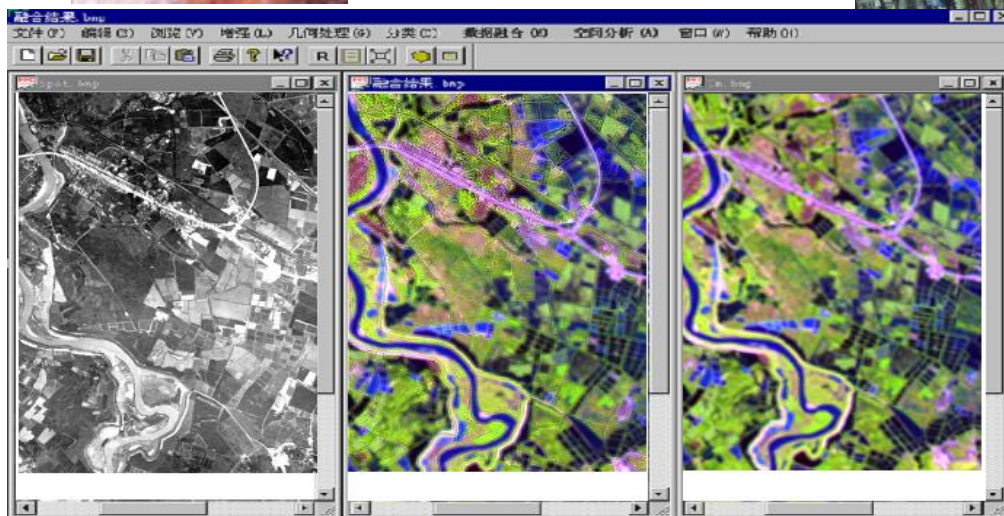 融合结果.bmp
文件(F) 编辑(E) 浏览(V) 增强(L) 几何处理(G) 分类(C) 数据融合(M) 空间分析(A) 窗口(W) 帮助(H)
R
Spot.bmp
融合结果.bmp
tm.bmp